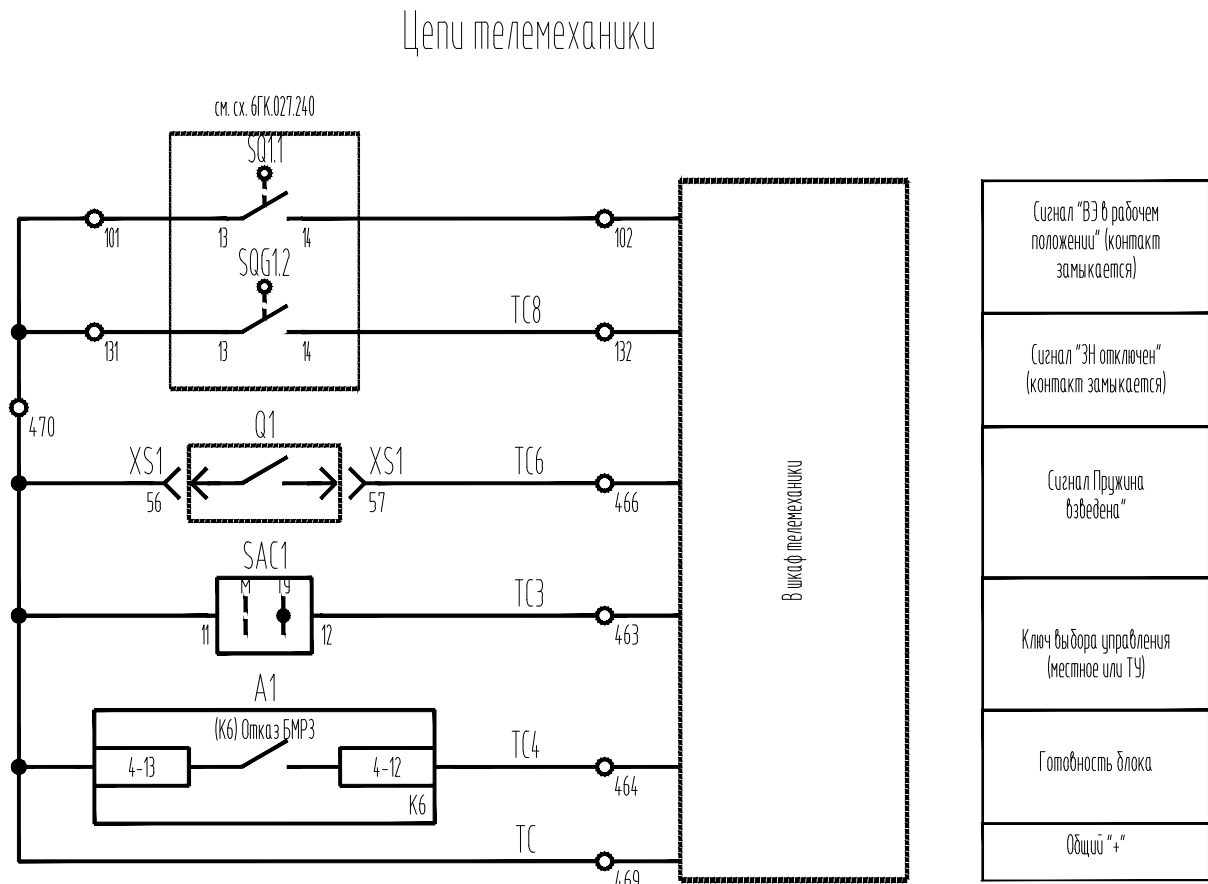 Цепи телемеханики
см. сх. 6ГК.027.240
SQ1.1
101
13
14
102
SQG1.2
ТС8
131
13
14
132
470
Q1
XS1
XS1
ТС6
56
57
466
SAC1
М
ТУ
ТС3
11
12
463
А1
(К6) Отказ БМРЗ
4-13
4-12
ТС4
464
К6
ТС
469
В шкаф телемеханики
Сигнал "ВЭ в рабочем
положении" (контакт
замыкается)
Сигнал "ЗН отключен"
(контакт замыкается)
Сигнал Пружина
взведена"
Ключ выбора управления
(местное или ТУ)
Готовность блока
Общий "+"